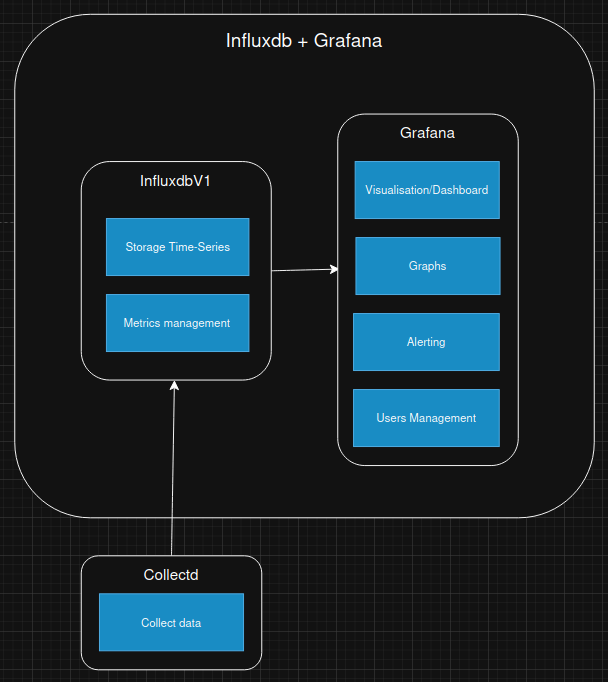 Influxdb + Grafana
InfluxdbV1
Storage Time-Series
Metrics management
Grafana
Visualisation/Dashboard
Graphs
Alerting
Users Management
Collectd
Collect data